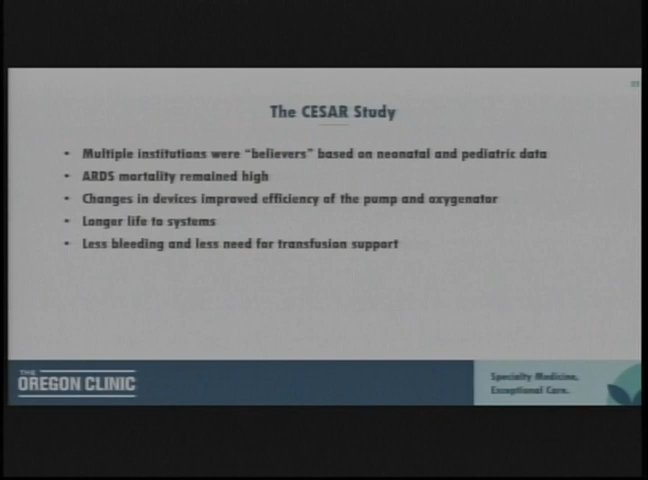 The CESAR Study
• Multiple institutions were "believers" based on neonatal and pediatric data
• ARDS mortality remained high
• Changes in devices improved efficiency of the pump and oxygenator
• Longer life to systems
• Less bleeding and less need for transfusion support
THE
OREGON CLINIC
Specialty Medicine.
Exceptional Care.